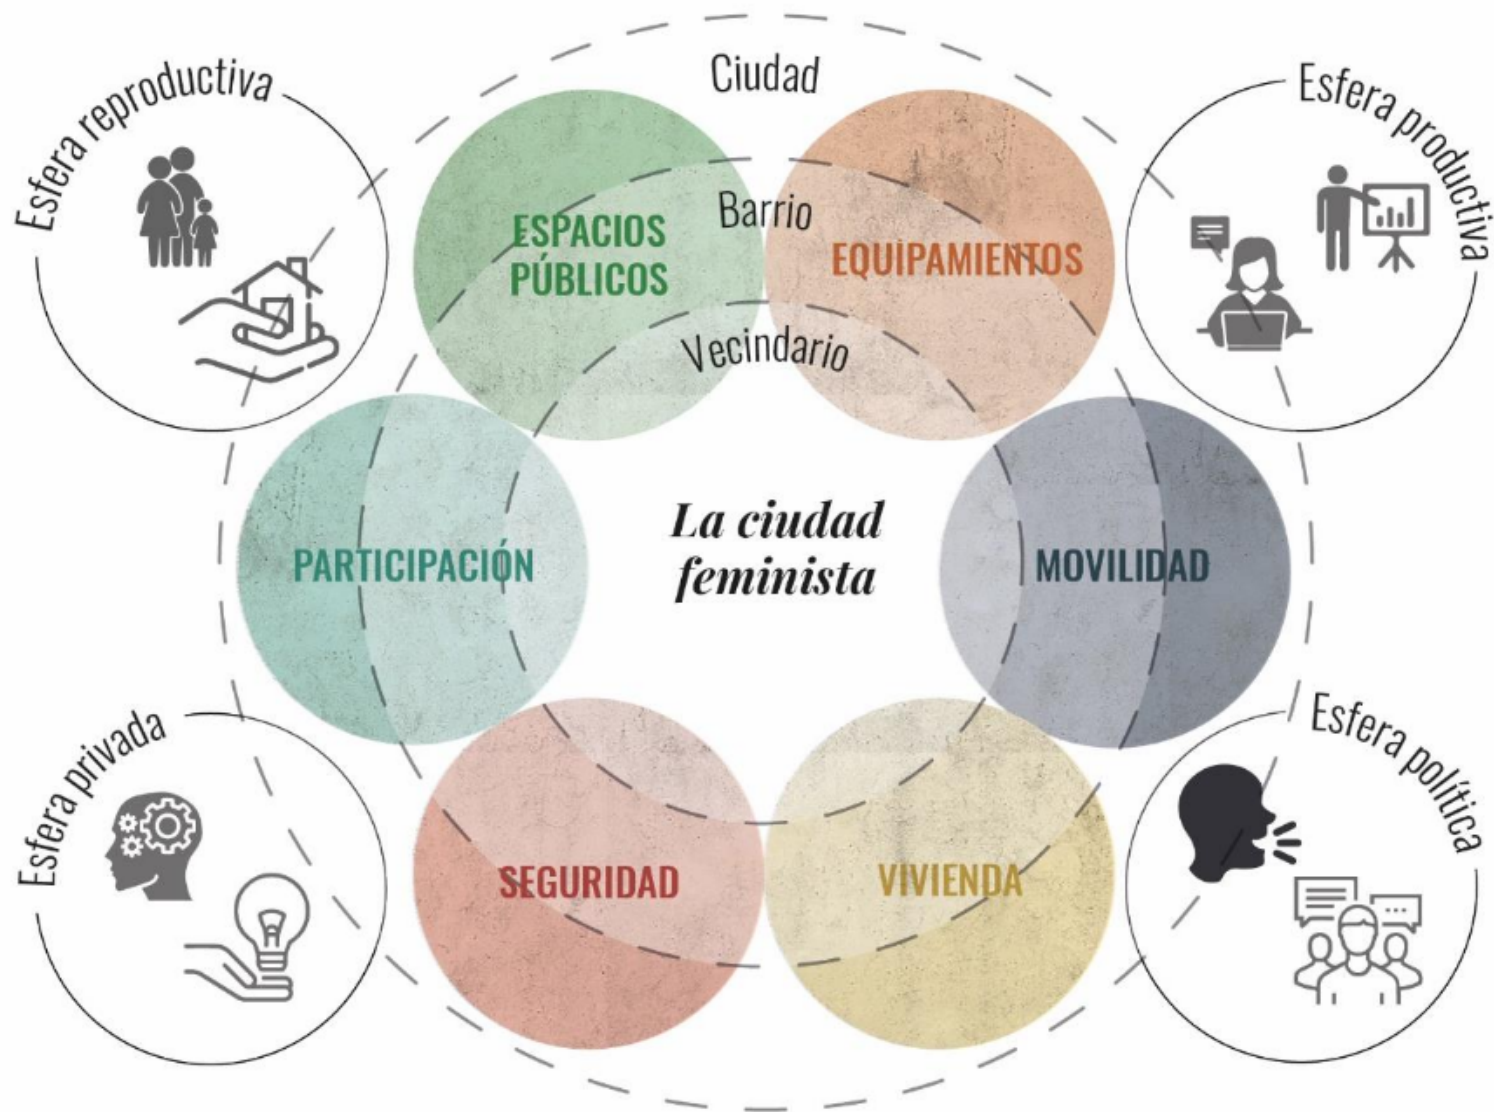 Ciudad
Esfera reproductiva
Esfera productiva
Barrio
ESPACIOS
PÚBLICOS
EQUIPAMIENTOS
Vecindario
La ciudad
feminista
PARTICIPACIÓN
MOVILIDAD
Esfera privada
Esfera política
SEGURIDAD
VIVIENDA